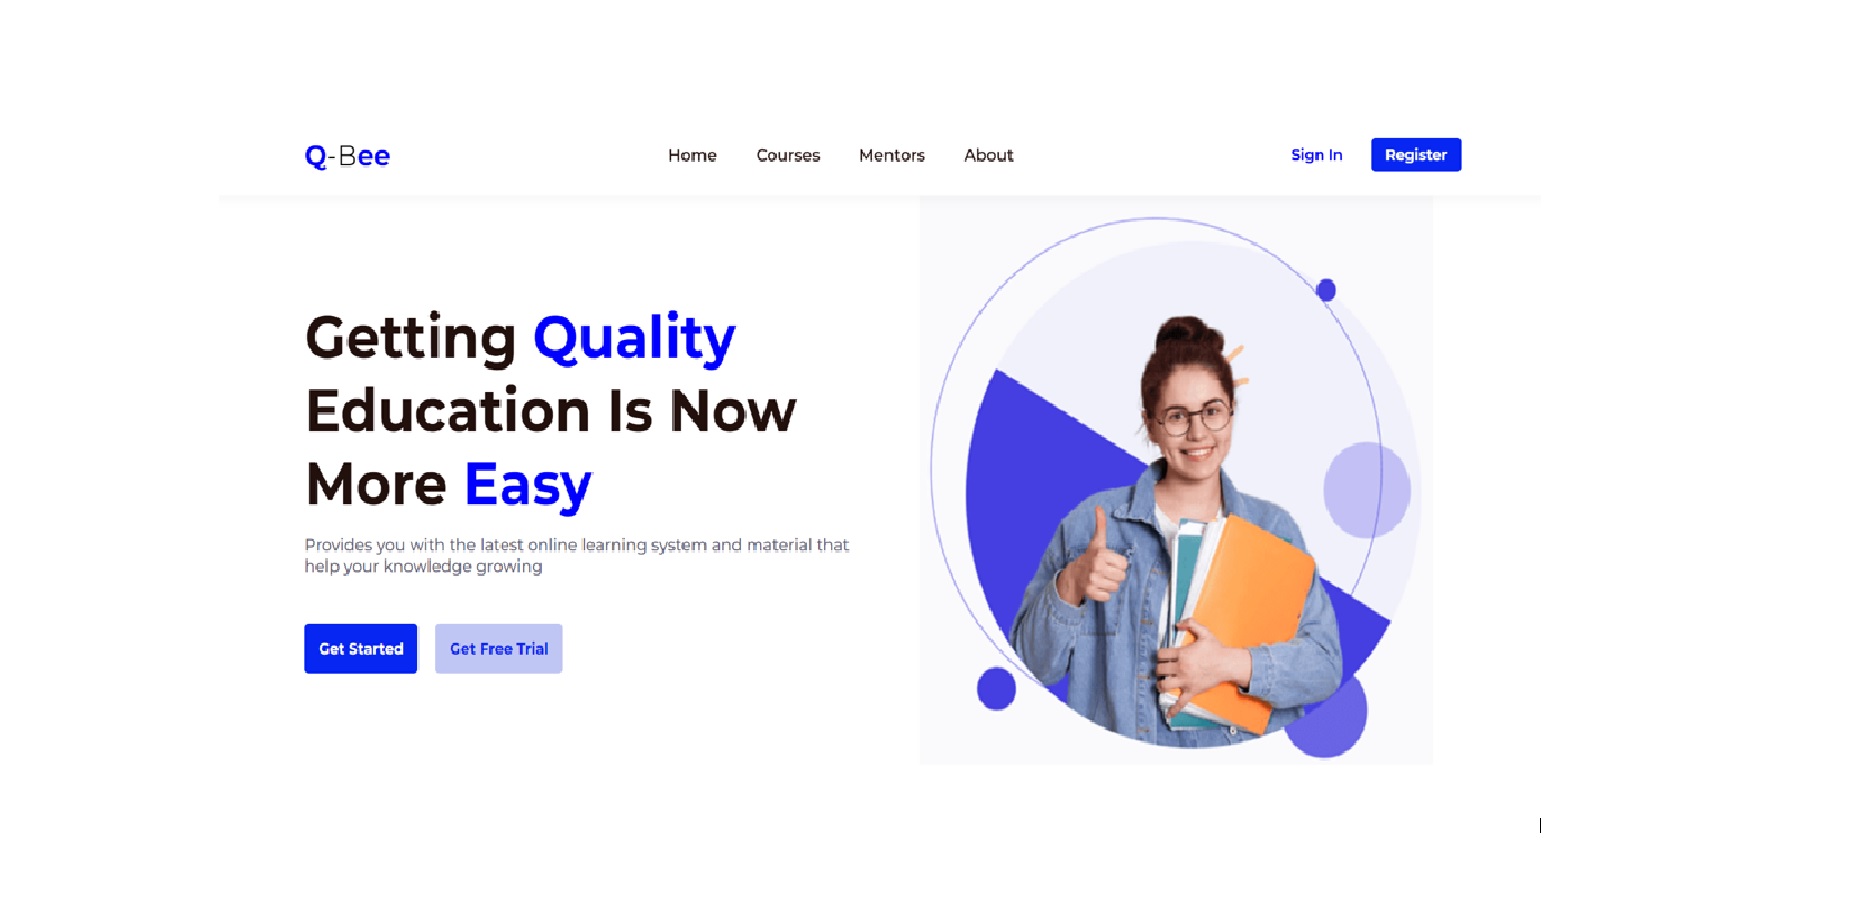 Q-Bee
Home Courses Mentors About
Sign In Register
Getting Quality
Education Is Now
More Easy
Provides you with the latest online learning system and material that
help your knowledge growing
Get Started Get Free Trial